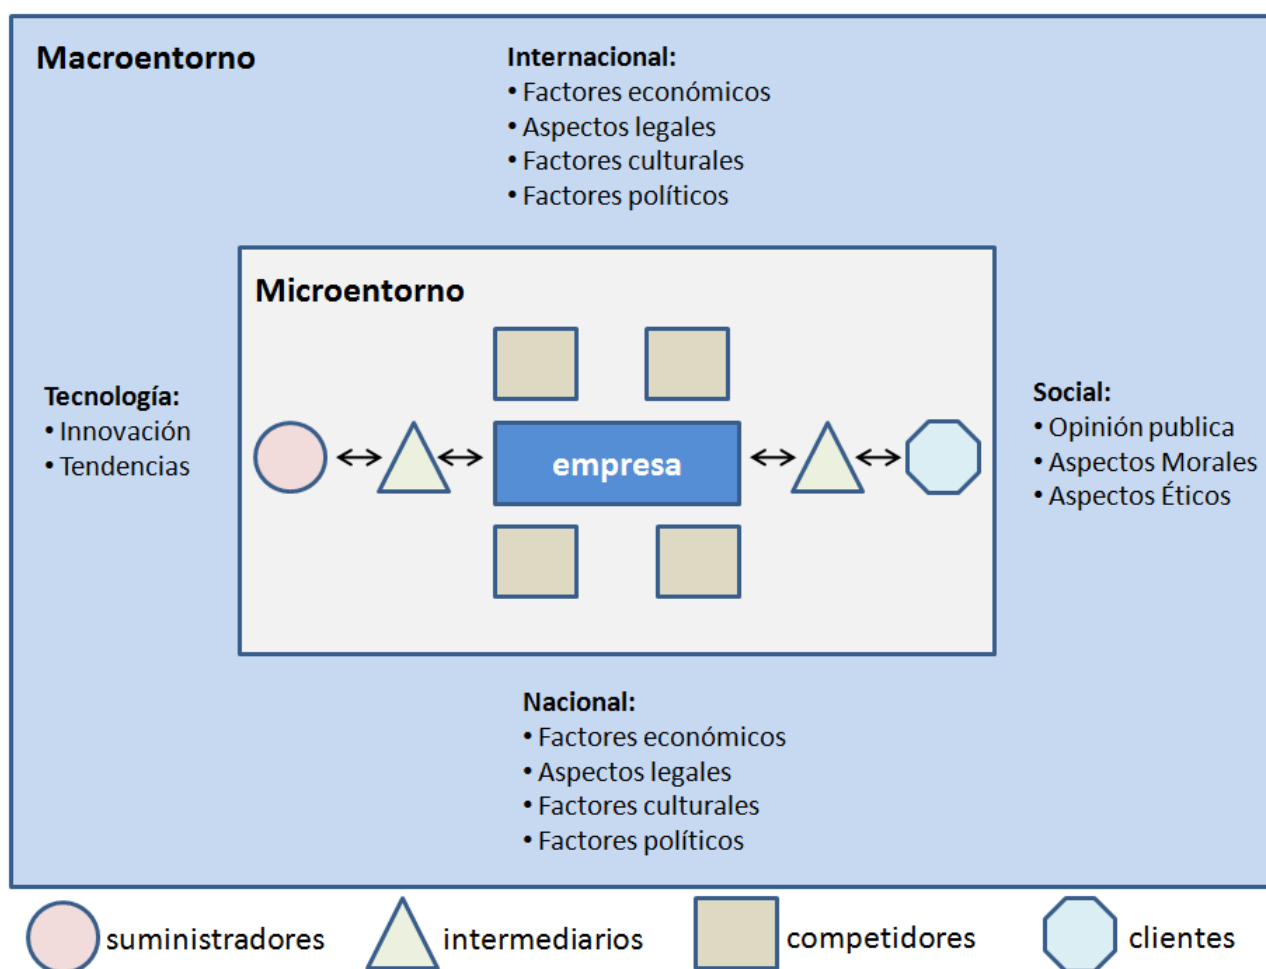 Macroentorno
Internacional:
• Factores económicos
• Aspectos legales
• Factores culturales
• Factores políticos
Microentorno
Tecnología:
• Innovación
• Tendencias
empresa
Social:
• Opinión publica
• Aspectos Morales
• Aspectos Éticos
Nacional:
• Factores económicos
• Aspectos legales
• Factores culturales
• Factores políticos
suministradores
intermediarios
competidores
clientes